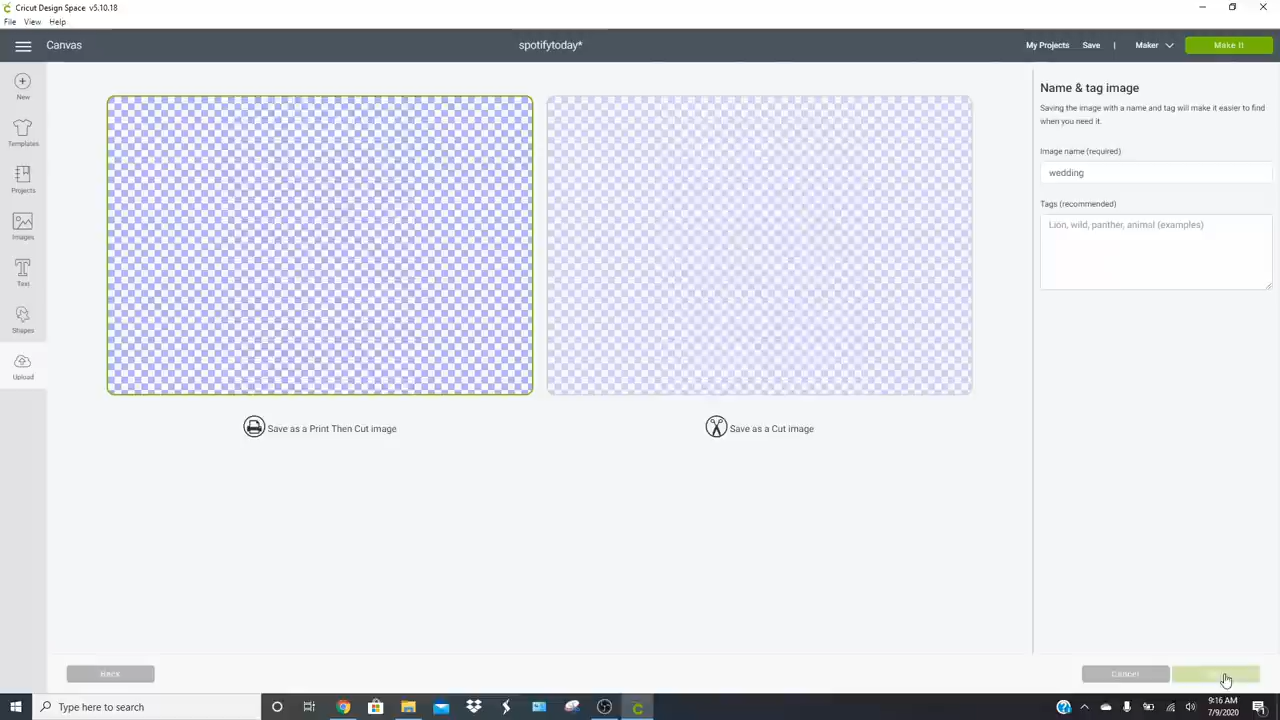 Cricut Design Space v5.10.18
File View Help
Canvas
spotifytoday*
My Projects Save | Maker Make It
New
Templates
Projects
Images
Text
Shapes
Upload
Name & tag image
Saving the image with a name and tag will make it easier to find
when you need it.
Image name (required)
wedding
Tags (recommended)
Lion, wild, panther, animal (examples)
Save as a Print Then Cut image
Save as a Cut image
Back
Cancel
Type here to search
9:16 AM
7/9/2020